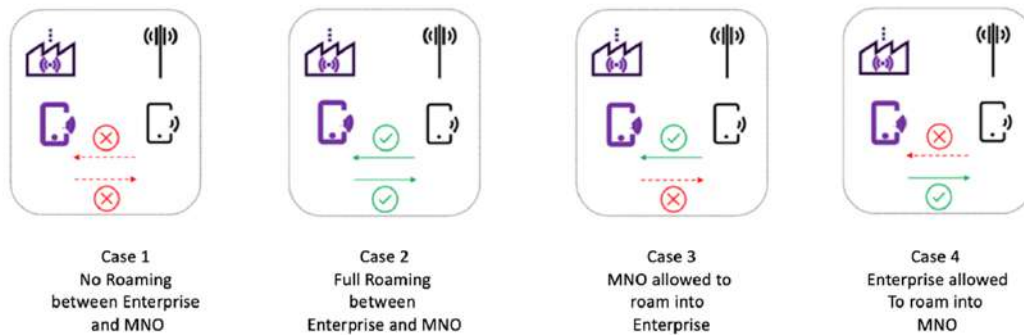 Case 1
No Roaming
between Enterprise
and MNO
Case 2
Full Roaming
between
Enterprise and MNO
Case 3
MNO allowed to
roam into
Enterprise
Case 4
Enterprise allowed
To roam into
MNO